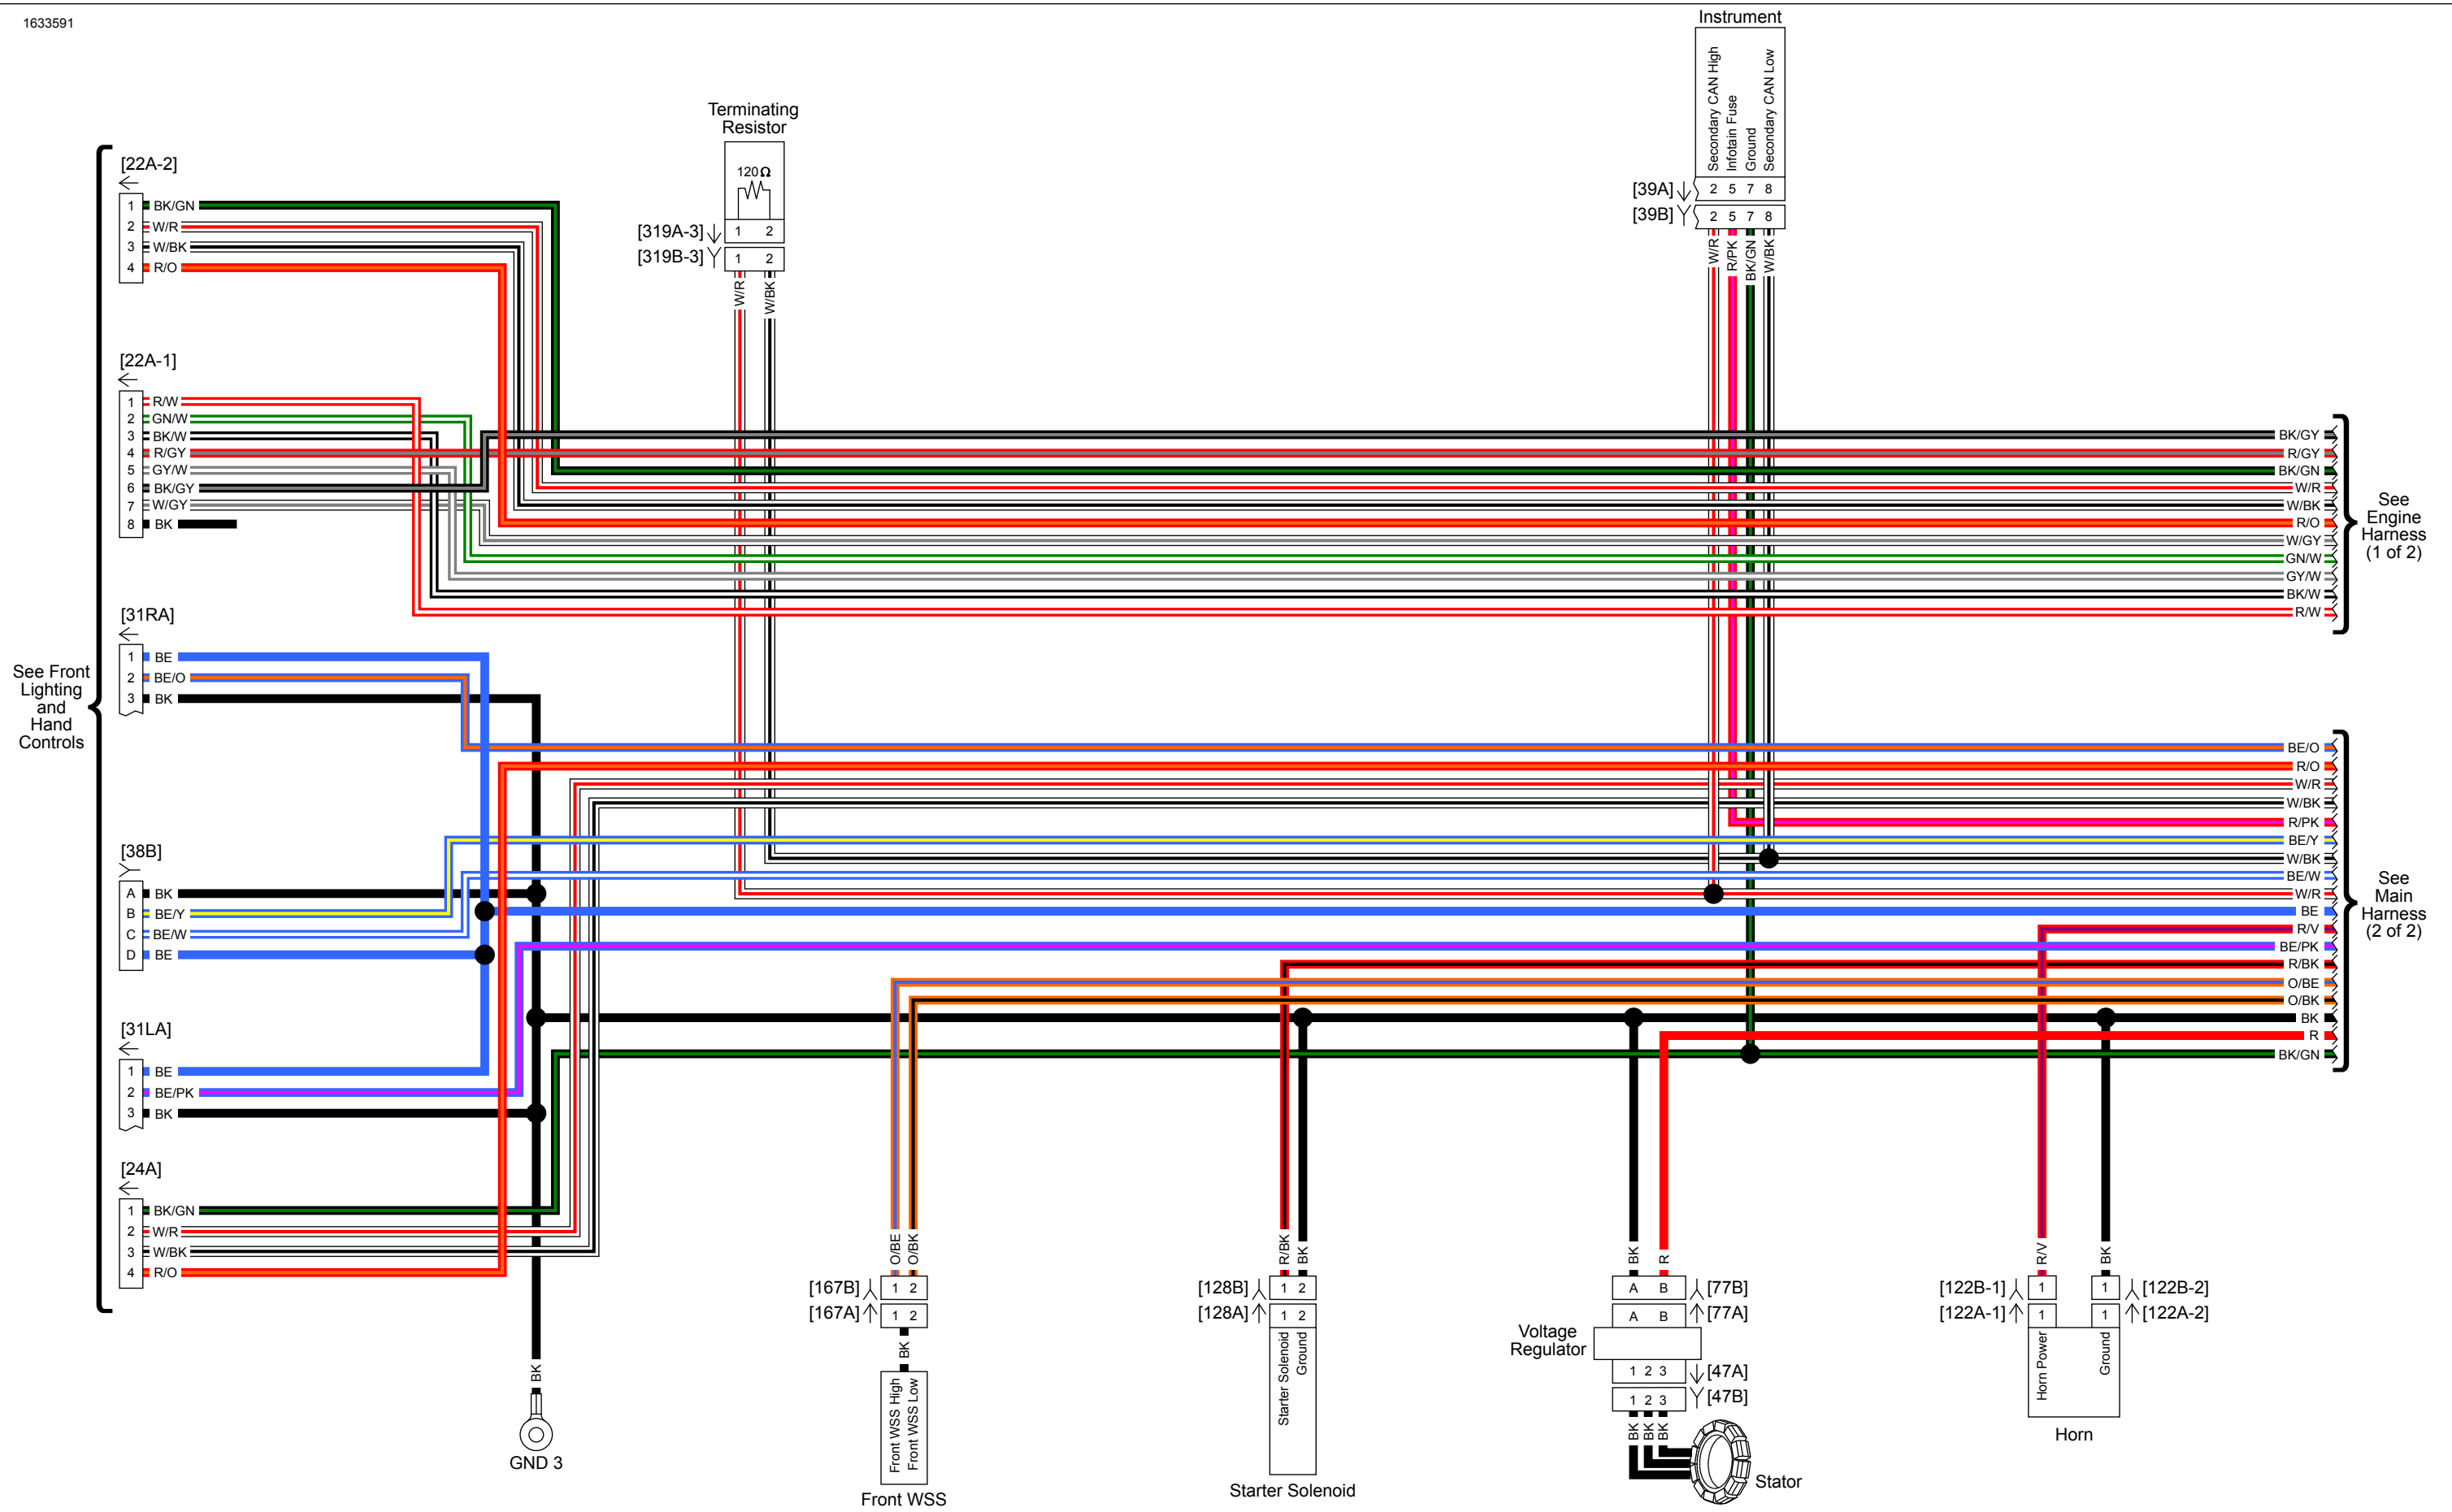 1633591
Instrument
Secondary CAN High
Infotain Fuse
Ground
Secondary CAN Low
[39A]
2 5 7 8
[39B]
2 5 7 8
W/R
R/PK
BK/GN
W/BK
Terminating
Resistor
120Ω
[319A-3]
1 2
[319B-3]
1 2
W/R
W/BK
See Front
Lighting
and
Hand
Controls
[22A-2]
1 BK/GN
2 W/R
3 W/BK
4 R/O
[22A-1]
1 R/W
2 GN/W
3 BK/W
4 R/GY
5 GY/W
6 BK/GY
7 W/GY
8 BK
[31RA]
1 BE
2 BE/O
3 BK
[38B]
A BK
B BE/Y
C BE/W
D BE
[31LA]
1 BE
2 BE/PK
3 BK
[24A]
1 BK/GN
2 W/R
3 W/BK
4 R/O
BK/GY
R/GY
BK/GN
W/R
W/BK
R/O
W/GY
GN/W
GY/W
BK/W
R/W
See
Engine
Harness
(1 of 2)
BE/O
R/O
W/R
W/BK
R/PK
BE/Y
W/BK
BE/W
W/R
BE
R/V
BE/PK
R/BK
O/BE
O/BK
BK
R
BK/GN
See
Main
Harness
(2 of 2)
BK
GND 3
O/BE
O/BK
[167B]
1 2
[167A]
1 2
BK
Front WSS High
Front WSS Low
Front WSS
R/BK
BK
[128B]
1 2
[128A]
1 2
Starter Solenoid
Ground
Starter Solenoid
BK
R
A B
[77B]
A B
[77A]
Voltage
Regulator
1 2 3
[47A]
1 2 3
[47B]
BK
BK
BK
Stator
R/V
BK
[122B-1]
1
1
[122B-2]
[122A-1]
1
1
[122A-2]
Horn Power
Ground
Horn